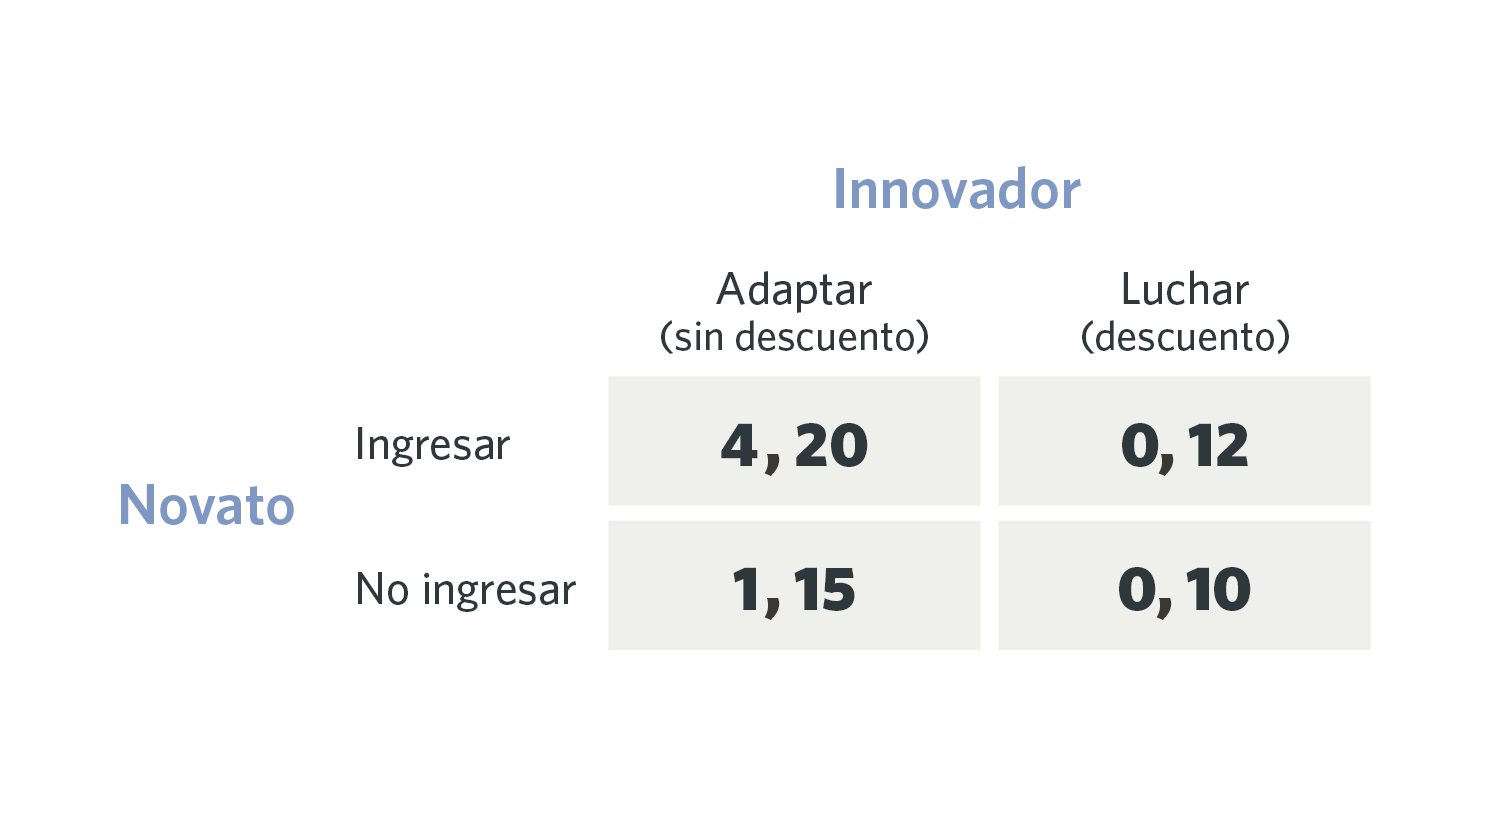 Innovador
Adaptar
(sin descuento)
Luchar
(descuento)
Ingresar
4, 20
0, 12
Novato
No ingresar
1, 15
0, 10